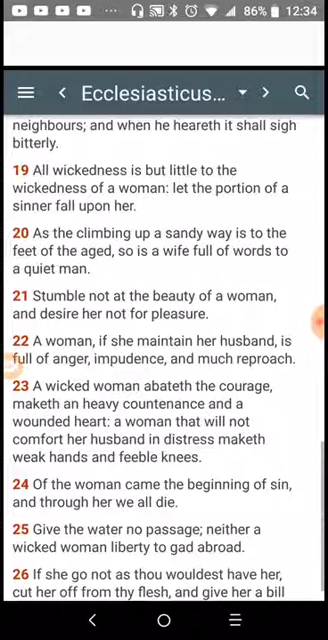 86% 12:34
Ecclesiasticus...
neighbours; and when he heareth it shall sigh
bitterly.
19 All wickedness is but little to the
wickedness of a woman: let the portion of a
sinner fall upon her.
20 As the climbing up a sandy way is to the
feet of the aged, so is a wife full of words to
a quiet man.
21 Stumble not at the beauty of a woman,
and desire her not for pleasure.
22 A woman, if she maintain her husband, is
full of anger, impudence, and much reproach.
23 A wicked woman abateth the courage,
maketh an heavy countenance and a
wounded heart: a woman that will not
comfort her husband in distress maketh
weak hands and feeble knees.
24 Of the woman came the beginning of sin,
and through her we all die.
25 Give the water no passage; neither a
wicked woman liberty to gad abroad.
26 If she go not as thou wouldest have her,
cut her off from thy flesh, and give her a bill